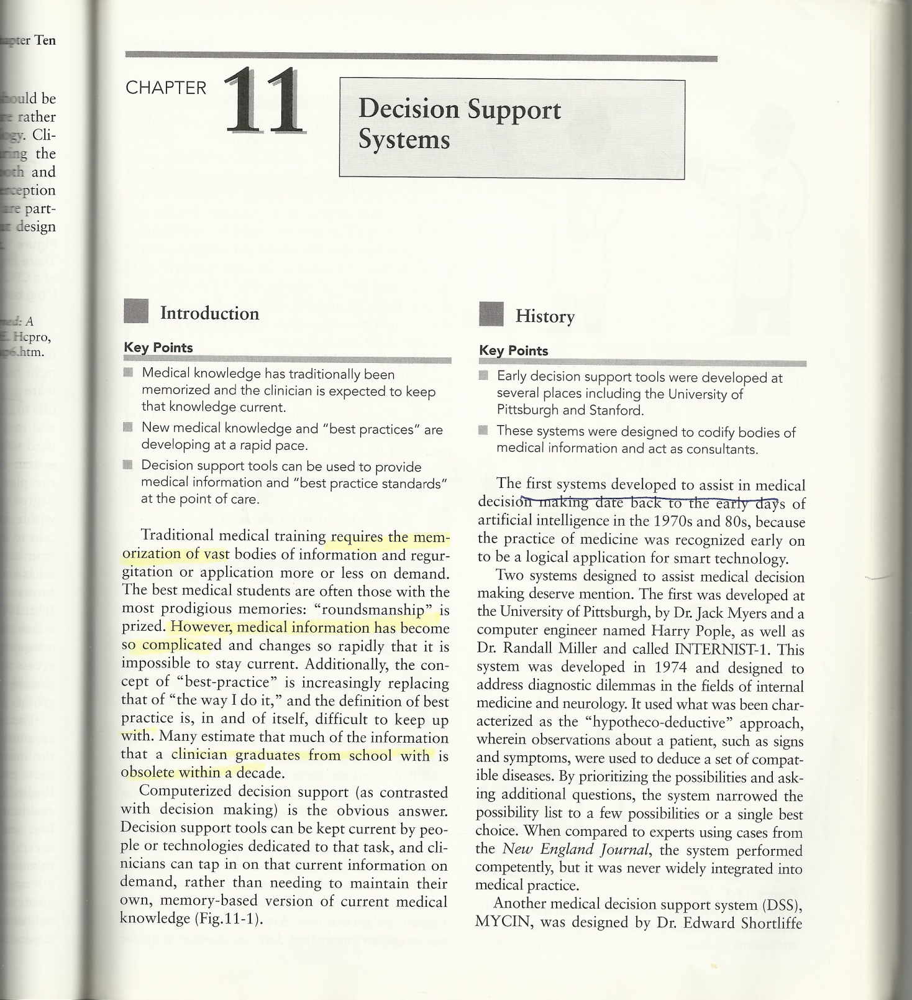 apter Ten
should be
re rather
ogy. Cli-
ring the
oth and
erception
are part-
at design
ned: A
E. Hcpro,
up6.htm.
CHAPTER 11
Decision Support
Systems
Introduction
Key Points
Medical knowledge has traditionally been
memorized and the clinician is expected to keep
that knowledge current.
New medical knowledge and “best practices” are
developing at a rapid pace.
Decision support tools can be used to provide
medical information and “best practice standards”
at the point of care.
Traditional medical training requires the mem-
orization of vast bodies of information and regur-
gitation or application more or less on demand.
The best medical students are often those with the
most prodigious memories: “roundsmanship” is
prized. However, medical information has become
so complicated and changes so rapidly that it is
impossible to stay current. Additionally, the con-
cept of “best-practice” is increasingly replacing
that of “the way I do it,” and the definition of best
practice is, in and of itself, difficult to keep up
with. Many estimate that much of the information
that a clinician graduates from school with is
obsolete within a decade.
Computerized decision support (as contrasted
with decision making) is the obvious answer.
Decision support tools can be kept current by peo-
ple or technologies dedicated to that task, and cli-
nicians can tap in on that current information on
demand, rather than needing to maintain their
own, memory-based version of current medical
knowledge (Fig.11-1).
History
Key Points
Early decision support tools were developed at
several places including the University of
Pittsburgh and Stanford.
These systems were designed to codify bodies of
medical information and act as consultants.
The first systems developed to assist in medical
decision making date back to the early days of
artificial intelligence in the 1970s and 80s, because
the practice of medicine was recognized early on
to be a logical application for smart technology.
Two systems designed to assist medical decision
making deserve mention. The first was developed at
the University of Pittsburgh, by Dr. Jack Myers and a
computer engineer named Harry Pople, as well as
Dr. Randall Miller and called INTERNIST-1. This
system was developed in 1974 and designed to
address diagnostic dilemmas in the fields of internal
medicine and neurology. It used what was been char-
acterized as the “hypotheco-deductive” approach,
wherein observations about a patient, such as signs
and symptoms, were used to deduce a set of compat-
ible diseases. By prioritizing the possibilities and ask-
ing additional questions, the system narrowed the
possibility list to a few possibilities or a single best
choice. When compared to experts using cases from
the New England Journal, the system performed
competently, but it was never widely integrated into
medical practice.
Another medical decision support system (DSS),
MYCIN, was designed by Dr. Edward Shortliffe